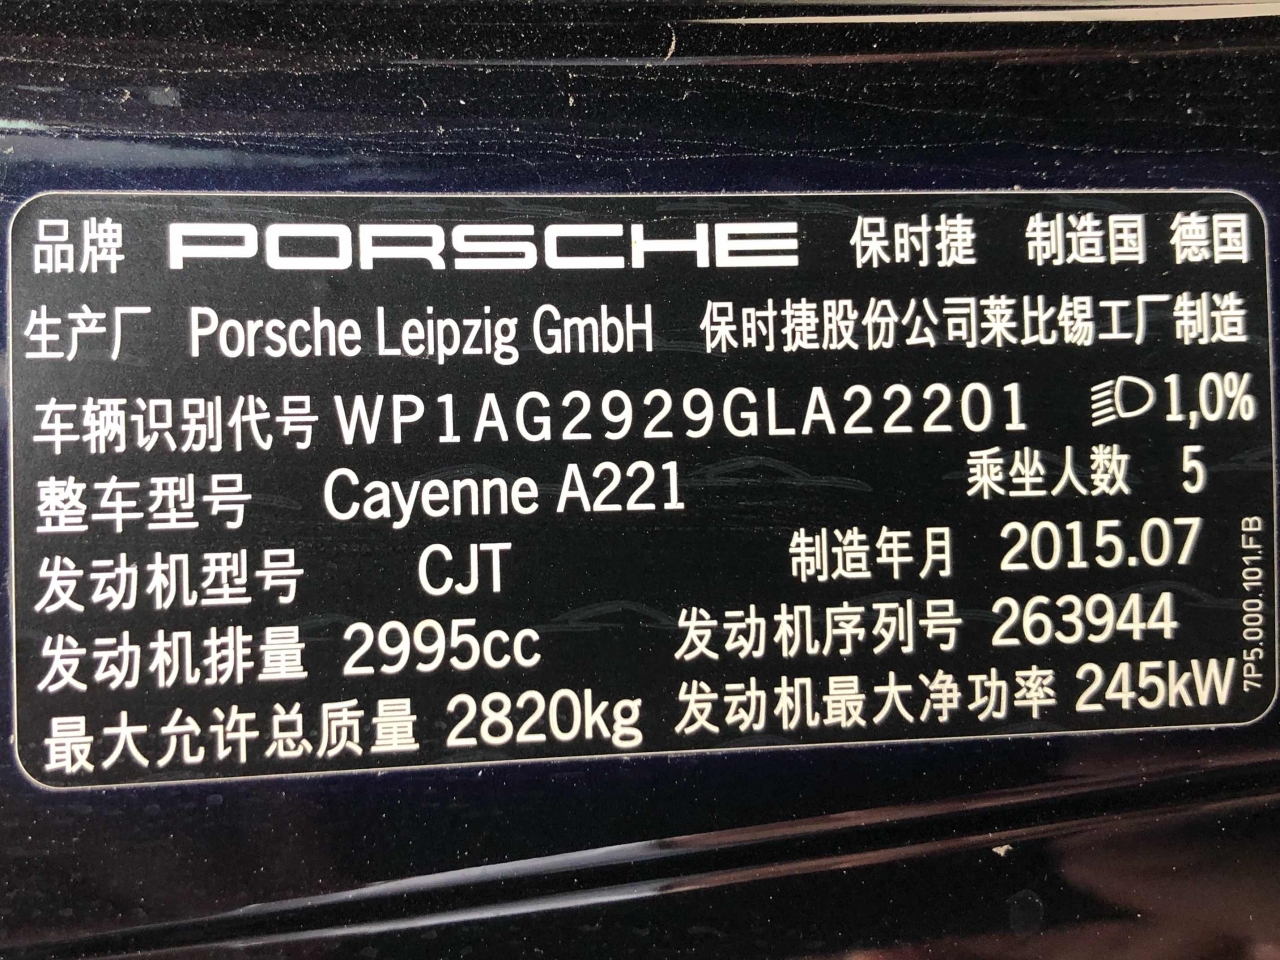 品牌 PORSCHE 保时捷 制造国 德国
生产厂 Porsche Leipzig GmbH 保时捷股份公司莱比锡工厂制造
车辆识别代号 WP1AG2929GLA22201 1,0%
整车型号 Cayenne A221 乘坐人数 5
发动机型号 CJT 制造年月 2015.07
发动机排量 2995cc 发动机序列号 263944
最大允许总质量 2820kg 发动机最大净功率 245kW
7P5.000.101.FB